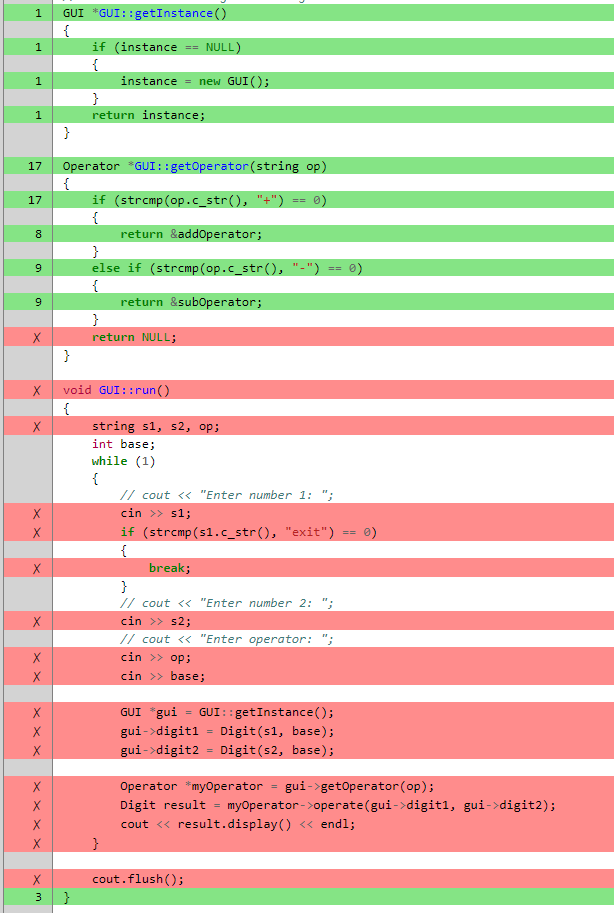 1 GUI *GUI::getInstance()
{
1 if (instance == NULL)
{
1 instance = new GUI();
}
1 return instance;
}
17 Operator *GUI::getOperator(string op)
{
17 if (strcmp(op.c_str(), "+") == 0)
{
8 return &addOperator;
}
9 else if (strcmp(op.c_str(), "-") == 0)
{
9 return &subOperator;
}
✗ return NULL;
}
✗ void GUI::run()
{
✗ string s1, s2, op;
int base;
while (1)
{
// cout << "Enter number 1: ";
✗ cin >> s1;
✗ if (strcmp(s1.c_str(), "exit") == 0)
{
✗ break;
}
// cout << "Enter number 2: ";
✗ cin >> s2;
// cout << "Enter operator: ";
✗ cin >> op;
✗ cin >> base;
✗ GUI *gui = GUI::getInstance();
✗ gui->digit1 = Digit(s1, base);
✗ gui->digit2 = Digit(s2, base);
✗ Operator *myOperator = gui->getOperator(op);
✗ Digit result = myOperator->operate(gui->digit1, gui->digit2);
✗ cout << result.display() << endl;
✗ }
✗ cout.flush();
3 }